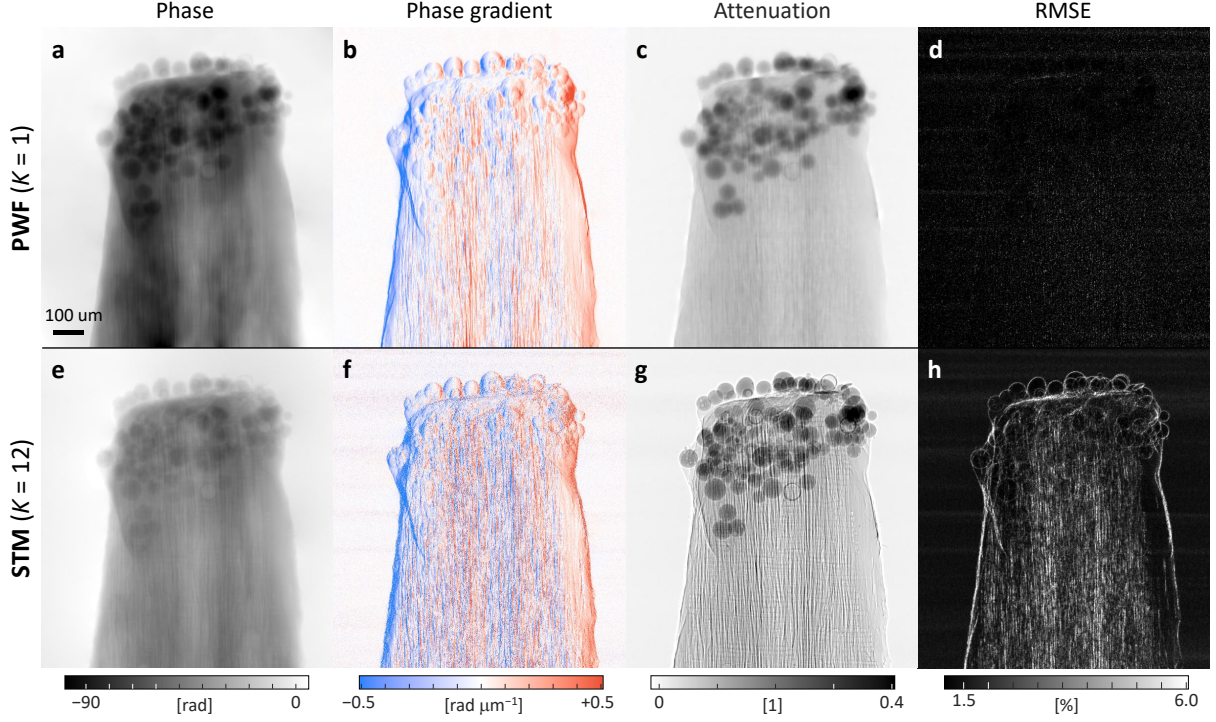 Phase
Phase gradient
Attenuation
RMSE
PWF (K = 1)
a
b
c
d
100 um
STM (K = 12)
e
f
g
h
−90 [rad] 0
−0.5 [rad μm⁻¹] +0.5
0 [1] 0.4
1.5 [%] 6.0